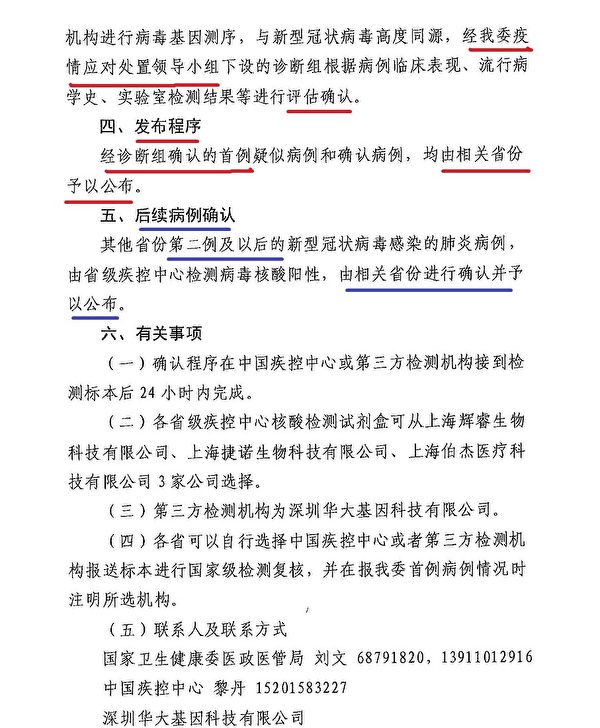 机构进行病毒基因测序，与新型冠状病毒高度同源，经我委疫
情应对处置领导小组下设的诊断组根据病例临床表现、流行病
学史、实验室检测结果等进行评估确认。
四、发布程序
经诊断组确认的首例疑似病例和确认病例，均由相关省份
予以公布。
五、后续病例确认
其他省份第二例及以后的新型冠状病毒感染的肺炎病例，
由省级疾控中心检测病毒核酸阳性，由相关省份进行确认并予
以公布。
六、有关事项
（一）确认程序在中国疾控中心或第三方检测机构接到检
测标本后 24 小时内完成。
（二）各省级疾控中心核酸检测试剂盒可从上海辉睿生物
科技有限公司、上海捷诺生物科技有限公司、上海伯杰医疗科
技有限公司 3 家公司选择。
（三）第三方检测机构为深圳华大基因科技有限公司。
（四）各省可以自行选择中国疾控中心或者第三方检测机
构报送标本进行国家级检测复核，并在报我委首例病例情况时
注明所选机构。
（五）联系人及联系方式
国家卫生健康委医政医管局 刘文 68791820，13911012916
中国疾控中心 黎丹 15201583227
深圳华大基因科技有限公司